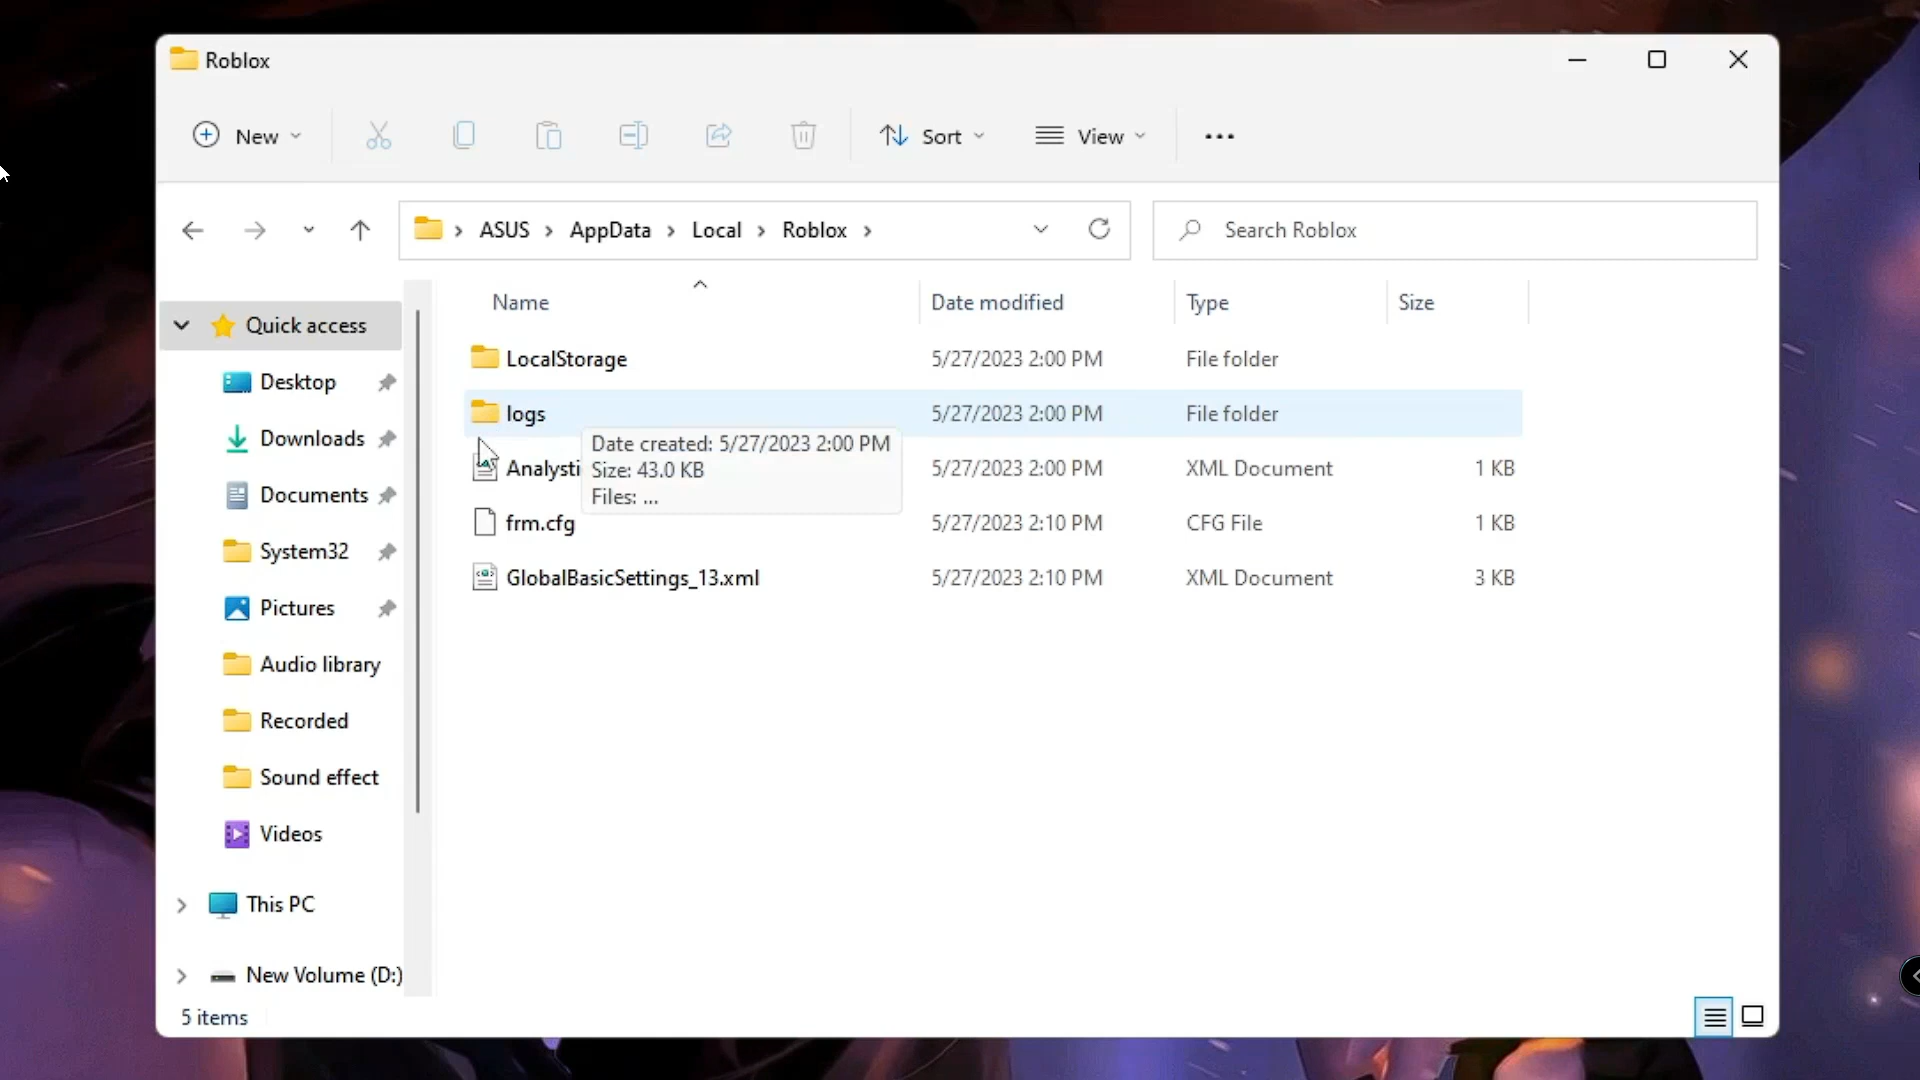 Roblox
New
Sort
View
ASUS > AppData > Local > Roblox >
Search Roblox
Name Date modified Type Size
Quick access
Desktop
Downloads
Documents
System32
Pictures
Audio library
Recorded
Sound effect
Videos
This PC
New Volume (D:)
LocalStorage 5/27/2023 2:00 PM File folder
logs 5/27/2023 2:00 PM File folder
Date created: 5/27/2023 2:00 PM
Size: 43.0 KB
Files: ...
Analysti 5/27/2023 2:00 PM XML Document 1 KB
frm.cfg 5/27/2023 2:10 PM CFG File 1 KB
GlobalBasicSettings_13.xml 5/27/2023 2:10 PM XML Document 3 KB
5 items